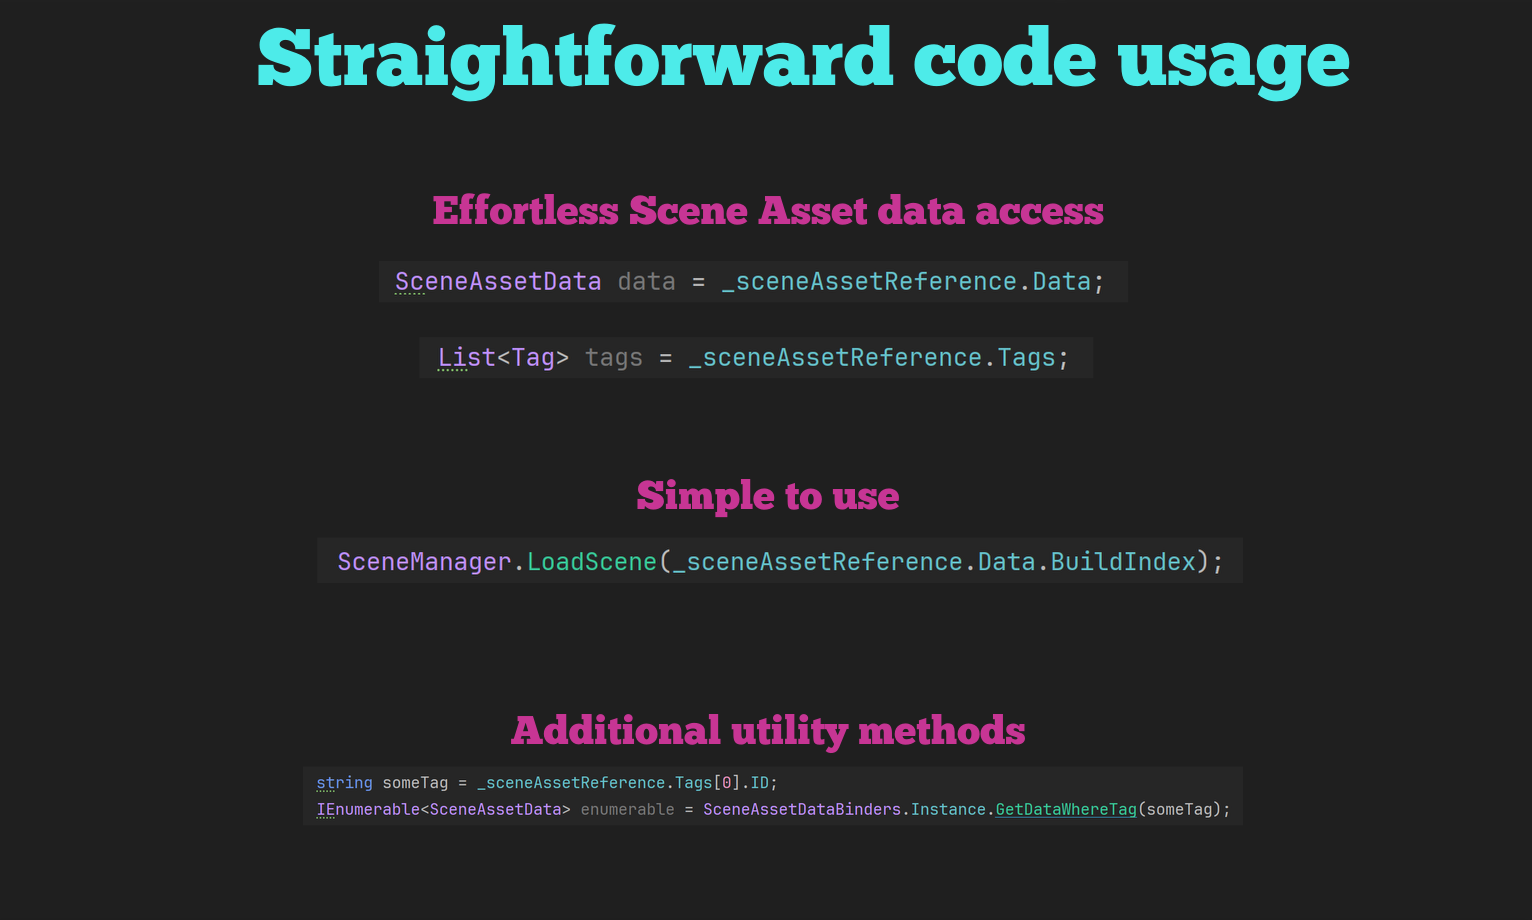 Straightforward code usage
Effortless Scene Asset data access
SceneAssetData data = _sceneAssetReference.Data;
List<Tag> tags = _sceneAssetReference.Tags;
Simple to use
SceneManager.LoadScene(_sceneAssetReference.Data.BuildIndex);
Additional utility methods
string someTag = _sceneAssetReference.Tags[0].ID;
IEnumerable<SceneAssetData> enumerable = SceneAssetDataBinders.Instance.GetDataWhereTag(someTag);